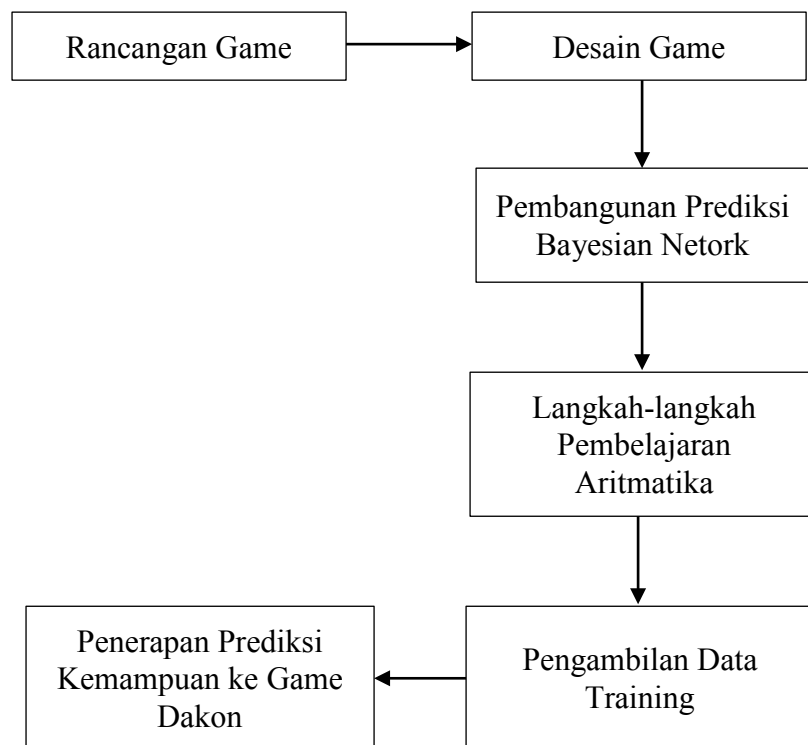 Rancangan Game
Desain Game
Pembangunan Prediksi
Bayesian Netork
Langkah-langkah
Pembelajaran
Aritmatika
Pengambilan Data
Training
Penerapan Prediksi
Kemampuan ke Game
Dakon